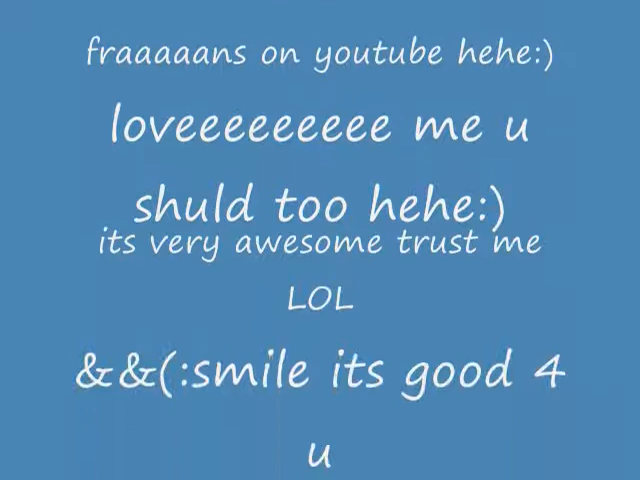 fraaaaans on youtube hehe:)
loveeeeeeeee me u
shuld too hehe:)
its very awesome trust me
LOL
&&(:smile its good 4
u